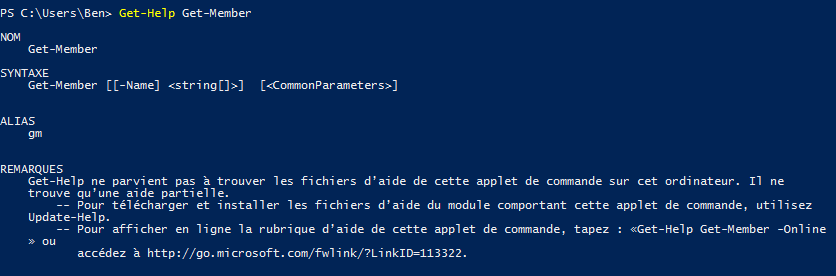 PS C:\Users\Ben> Get-Help Get-Member
NOM
Get-Member
SYNTAXE
Get-Member [[-Name] <string[]>]  [<CommonParameters>]
ALIAS
gm
REMARQUES
Get-Help ne parvient pas à trouver les fichiers d’aide de cette applet de commande sur cet ordinateur. Il ne
trouve qu’une aide partielle.
-- Pour télécharger et installer les fichiers d’aide du module comportant cette applet de commande, utilisez
Update-Help.
-- Pour afficher en ligne la rubrique d’aide de cette applet de commande, tapez : «Get-Help Get-Member -Online
» ou
accédez à http://go.microsoft.com/fwlink/?LinkID=113322.